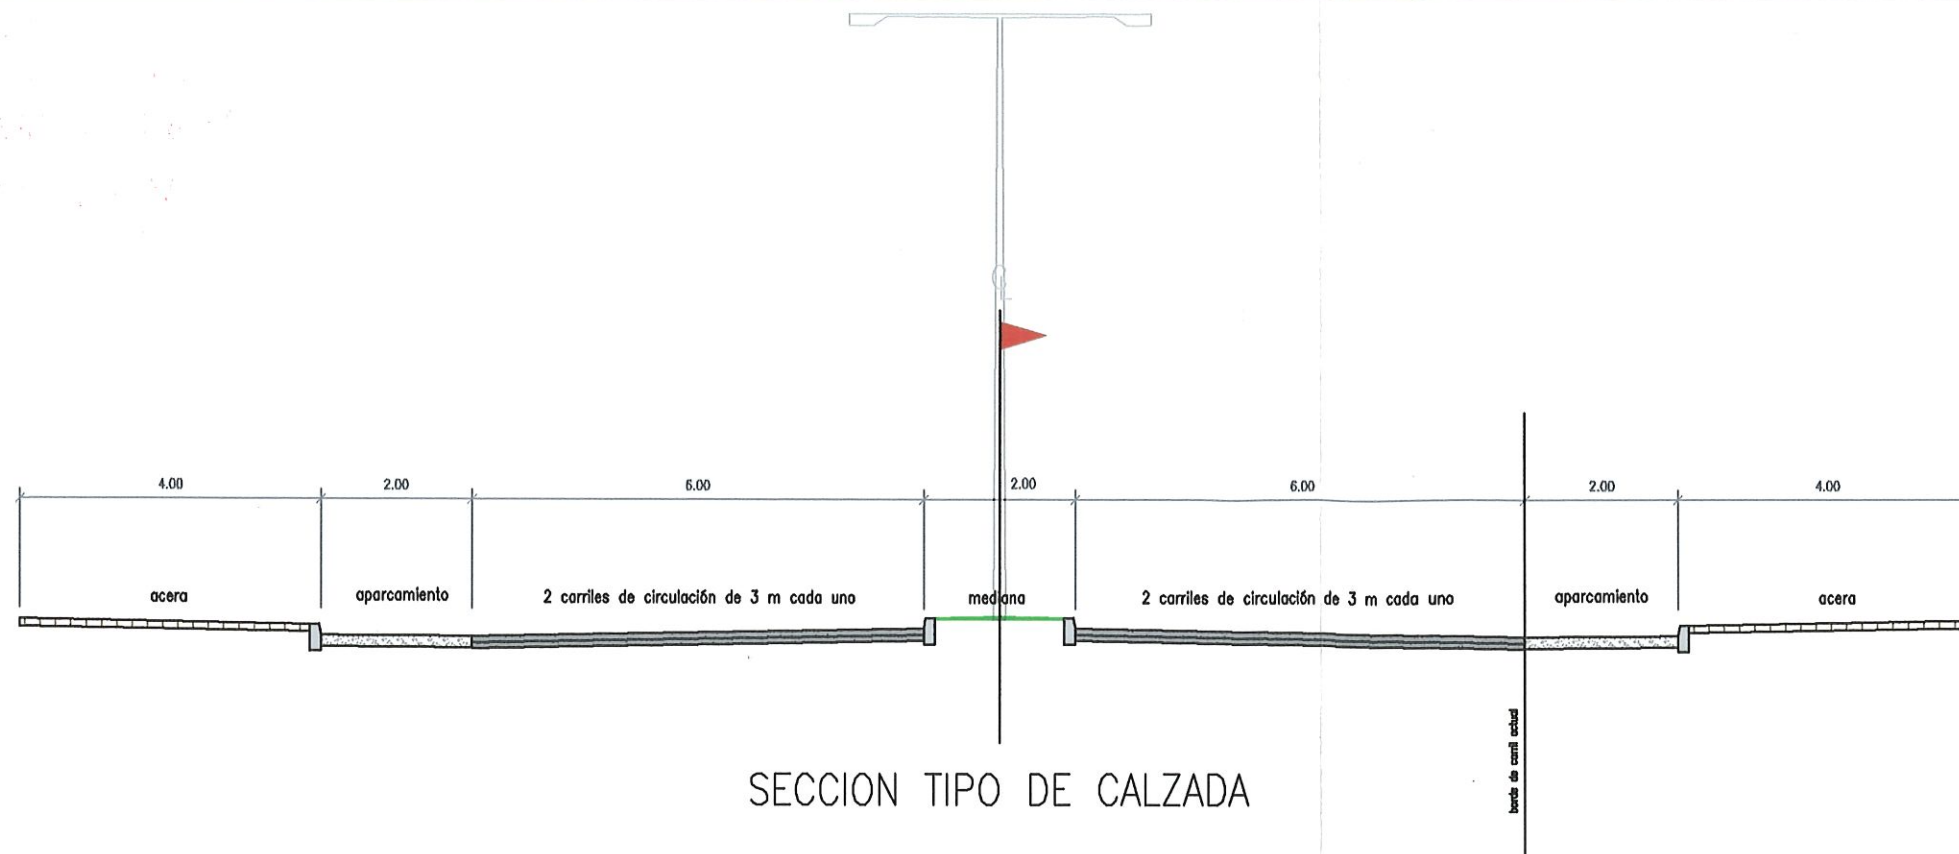 4.00 2.00 6.00 2.00 6.00 2.00 4.00
acera aparcamiento 2 carriles de circulación de 3 m cada uno mediana 2 carriles de circulación de 3 m cada uno aparcamiento acera
borde de carril actual
SECCION TIPO DE CALZADA